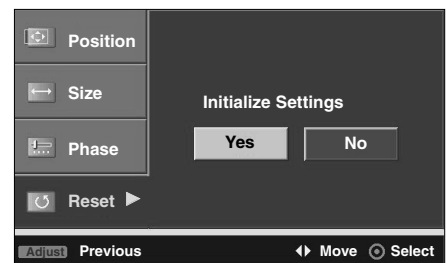 Position
Size
Phase
Reset
Initialize Settings
Yes No
Adjust Previous Move Select